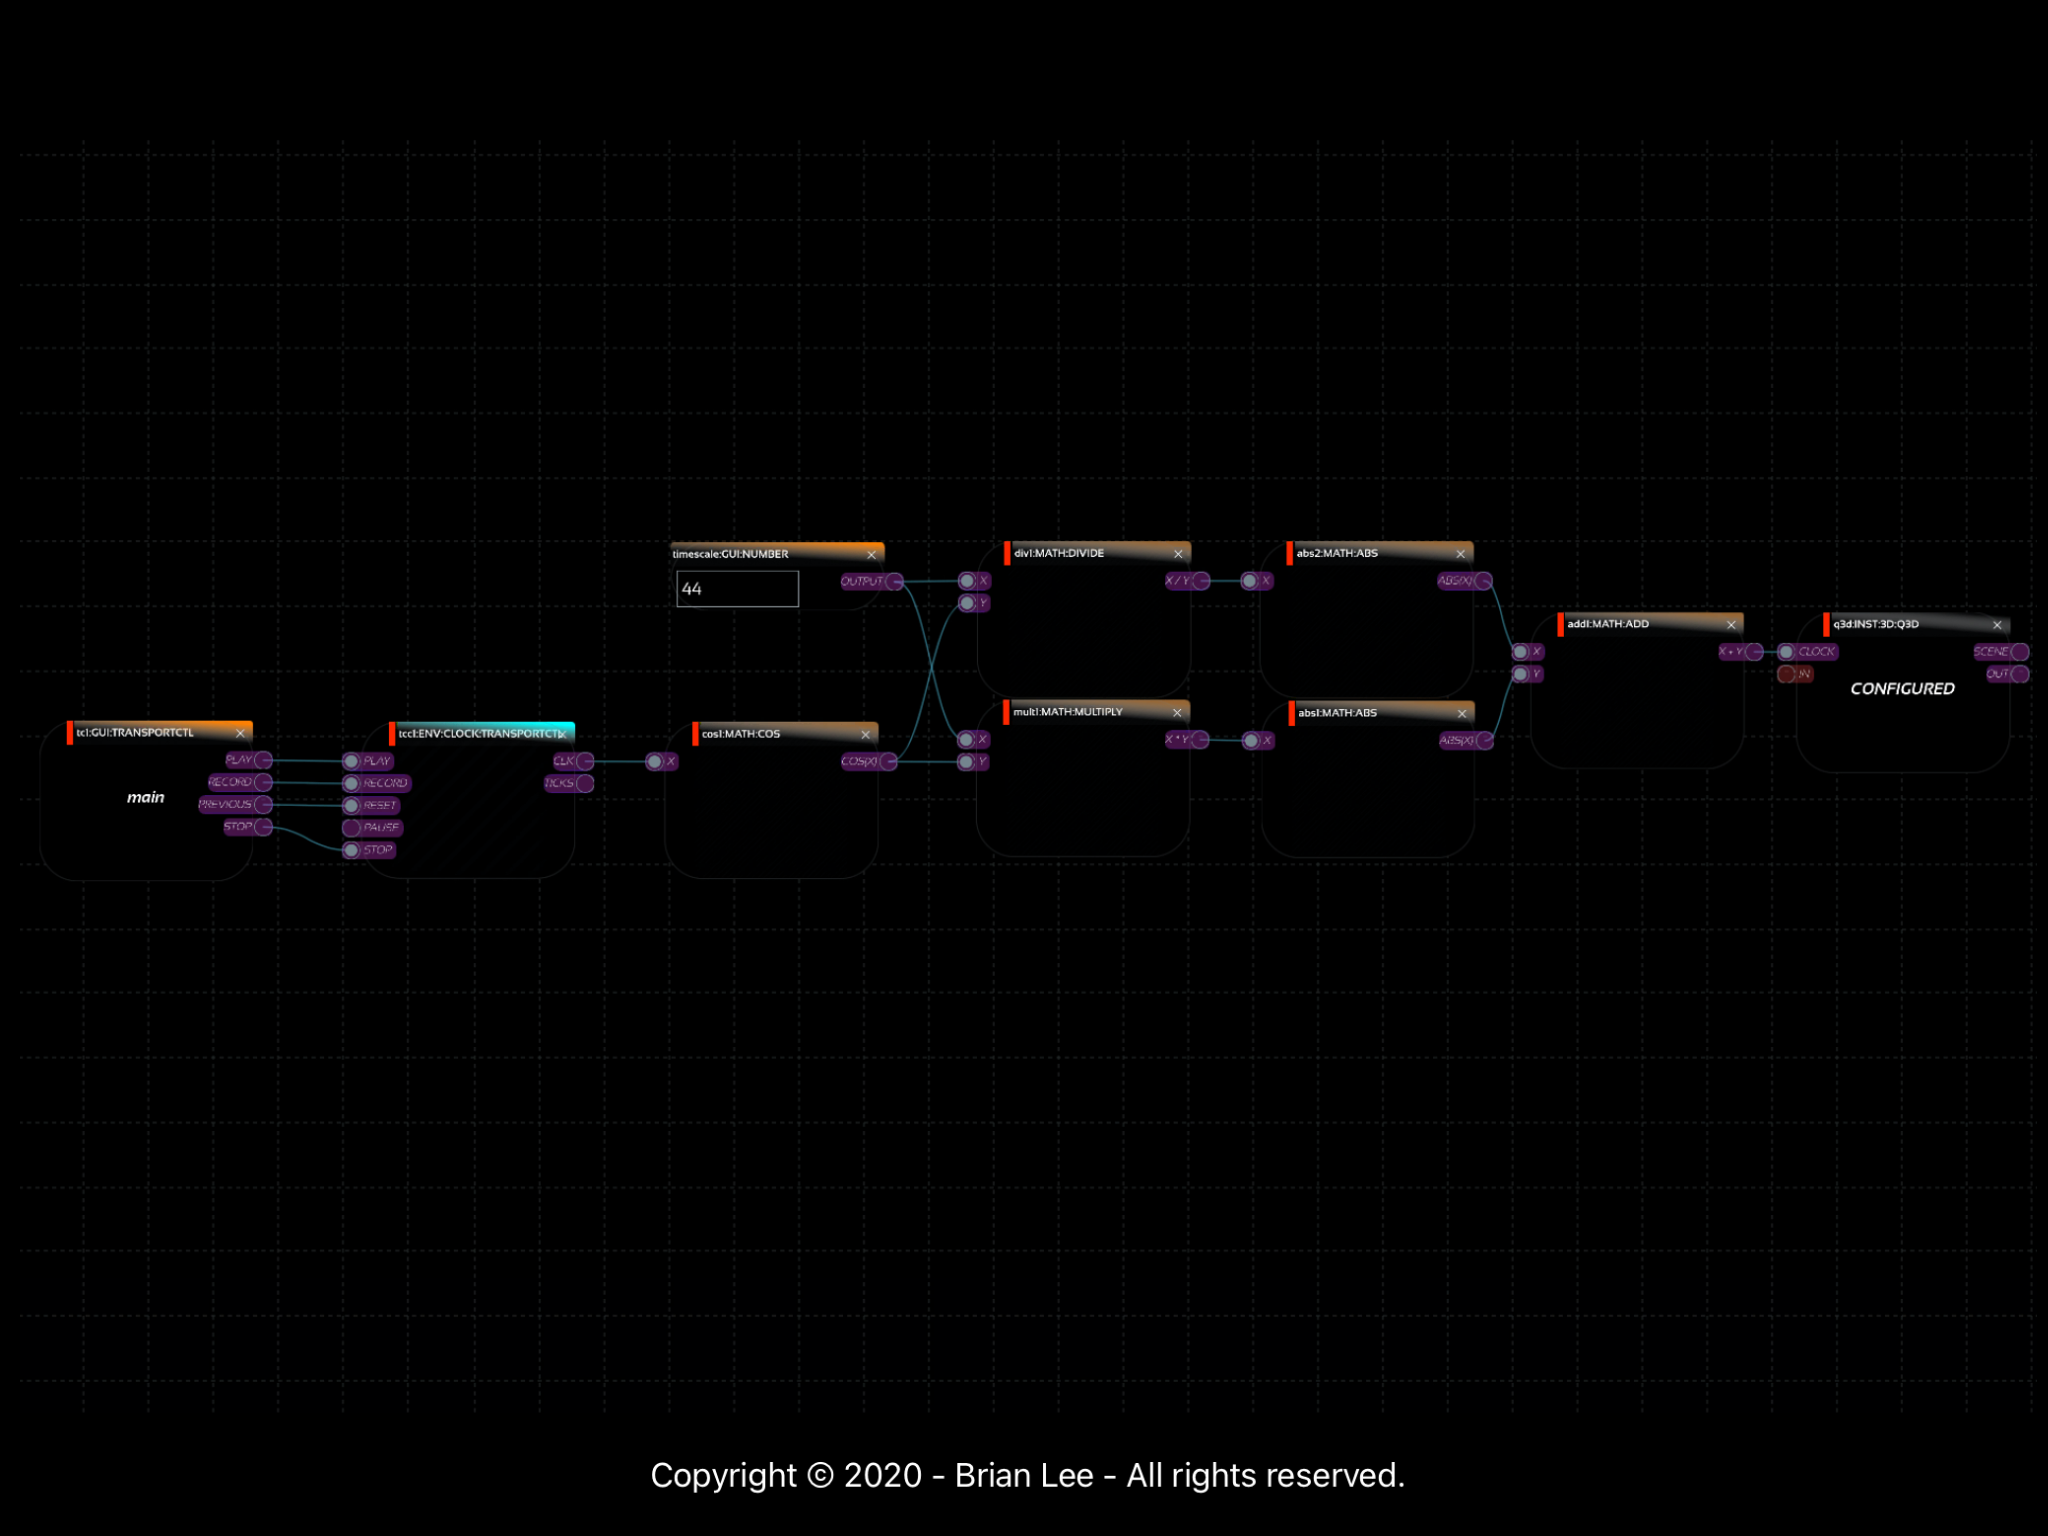 timescale:GUI:NUMBER
44
OUTPUT
div1:MATH:DIVIDE
X
Y
X / Y
abs2:MATH:ABS
X
ABS(X)
add1:MATH:ADD
X
Y
X + Y
q3d:INST:3D:Q3D
CLOCK
IN
SCENE
OUT
CONFIGURED
tc1:GUI:TRANSPORTCTL
PLAY
RECORD
PREVIOUS
STOP
main
tcc1:ENV:CLOCK:TRANSPORTCTL
PLAY
RECORD
RESET
PAUSE
STOP
CLK
TICKS
cos1:MATH:COS
X
COS(X)
mult1:MATH:MULTIPLY
X
Y
X * Y
abs1:MATH:ABS
X
ABS(X)
Copyright © 2020 - Brian Lee - All rights reserved.